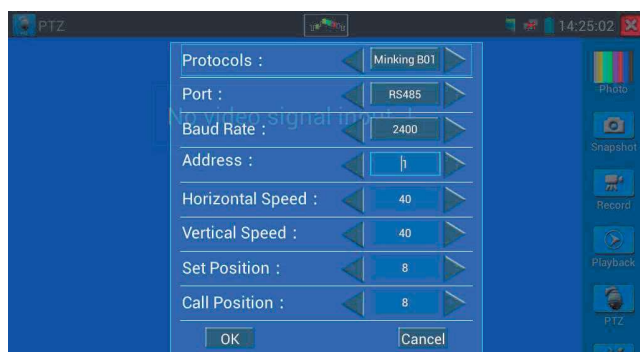 PTZ
14:25:02
Protocols : Minking B01
Port : RS485
No video signal input !
Baud Rate : 2400
Address : 1
Horizontal Speed : 40
Vertical Speed : 40
Set Position : 8
Call Position : 8
OK Cancel
Photo
Snapshot
Record
Playback
PTZ